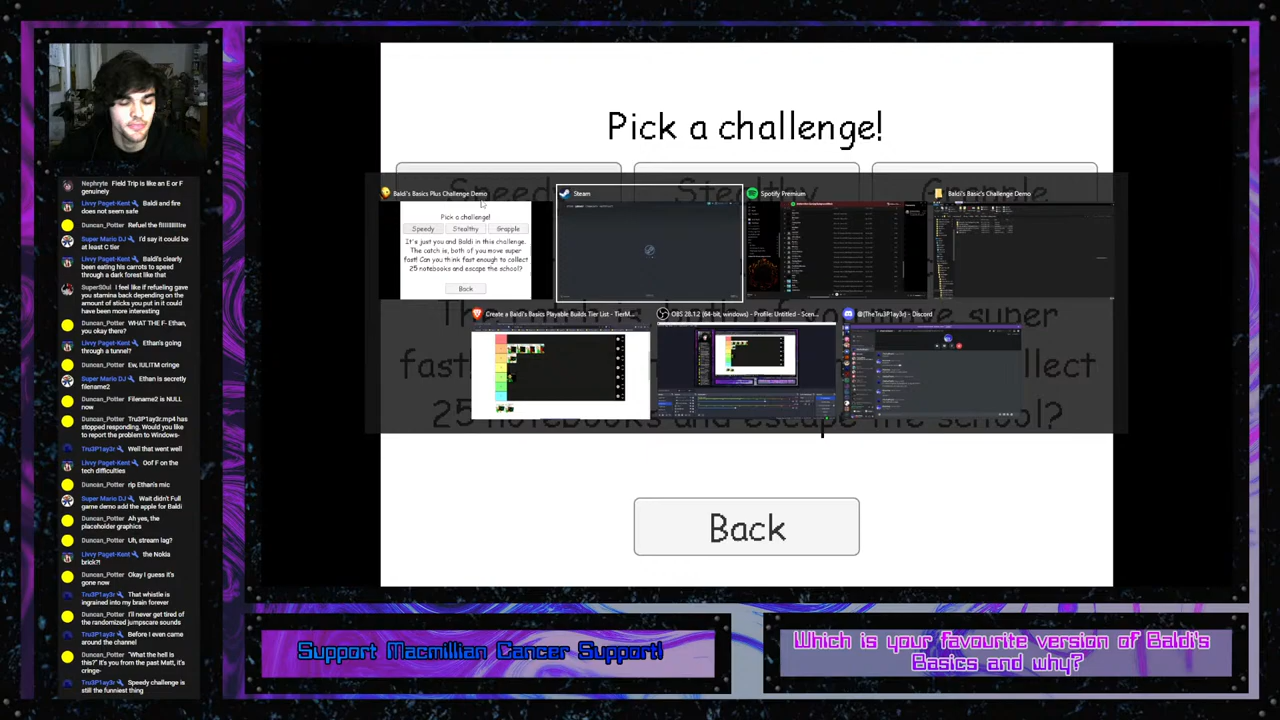 Nephryte Field Trip is like an E or F
genuinely
Livvy Paget-Kent Baldi and
fire does not seem safe
Duncan_Potter Refuel the fiiiiiiiiiire
Super Mario DJ I'd say it could be
at least C tier
Livvy Paget-Kent Baldi's
clearly been eating his carrots to speed
through a dark forest like that
SuperSoul I feel like if refueling gave
you stamina back depending on the
amount of sticks you put in it could
have been more interesting
Duncan_Potter WHAT THE F- Ethan,
you okay there?
Livvy Paget-Kent Ethan's going
through a tunnel?
Duncan_Potter Ew, IULITM cringe
Super Mario DJ Ethan is secretly
filename2
Duncan_Potter Filename2 is NULL
now
Duncan_Potter Tru3P1ay3r.mp4 has
stopped responding. Would you like
to report the problem to Windows-
Tru3P1ay3r Well that went well
Livvy Paget-Kent Oof F on the
tech difficulties
Duncan_Potter rip Ethan's mic
Super Mario DJ Wait didn't Full
game demo add the apple for Baldi
Duncan_Potter Ah yes, the
placeholder graphics
Duncan_Potter Uh, stream lag?
Livvy Paget-Kent the Nokia
brick?!
Duncan_Potter Okay I guess it's
gone now
Tru3P1ay3r That whistle is
ingrained into my brain forever
Duncan_Potter I'll never get tired of
the randomized jumpscare sounds
Tru3P1ay3r Before I even came
around the channel
Duncan_Potter "What the hell is
this?" It's you from the past Matt, it's
cringe-
Tru3P1ay3r Speedy challenge is
still the funniest thing
Pick a challenge!
Speedy Stealthy Grapple
Baldi's Basics Plus Challenge Demo
Steam
Spotify Premium
Baldi's Basic's Challenge Demo
Pick a challenge!
Speedy Stealthy Grapple
It's just you and Baldi in this challenge.
The catch is, both of you move super
fast! Can you think fast enough to collect
25 notebooks and escape the school?
Back
Create a Baldi's Basics Playable Builds Tier List - TierM...
OBS 28.1.2 (64-bit, windows) - Profile: Untitled - Scen...
@(The1ru3P1ay3r) - Discord
25 notebooks and escape the school?
Back
Support Macmillian Cancer Support!
Which is your favourite version of Baldi's
Basics and why?